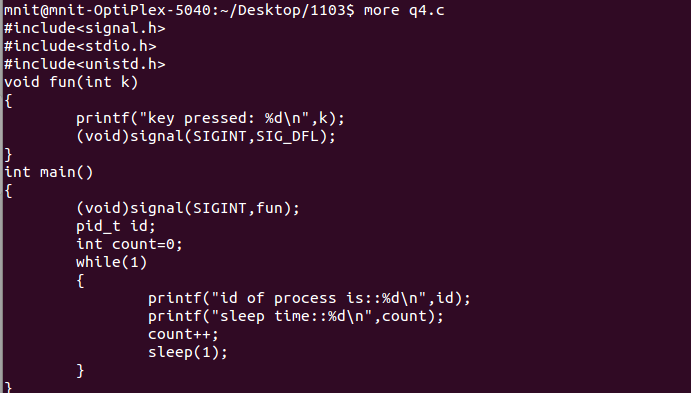 mnit@mnit-OptiPlex-5040:~/Desktop/1103$ more q4.c
#include<signal.h>
#include<stdio.h>
#include<unistd.h>
void fun(int k)
{
        printf("key pressed: %d\n",k);
        (void)signal(SIGINT,SIG_DFL);
}
int main()
{
        (void)signal(SIGINT,fun);
        pid_t id;
        int count=0;
        while(1)
        {
                printf("id of process is::%d\n",id);
                printf("sleep time::%d\n",count);
                count++;
                sleep(1);
        }
}